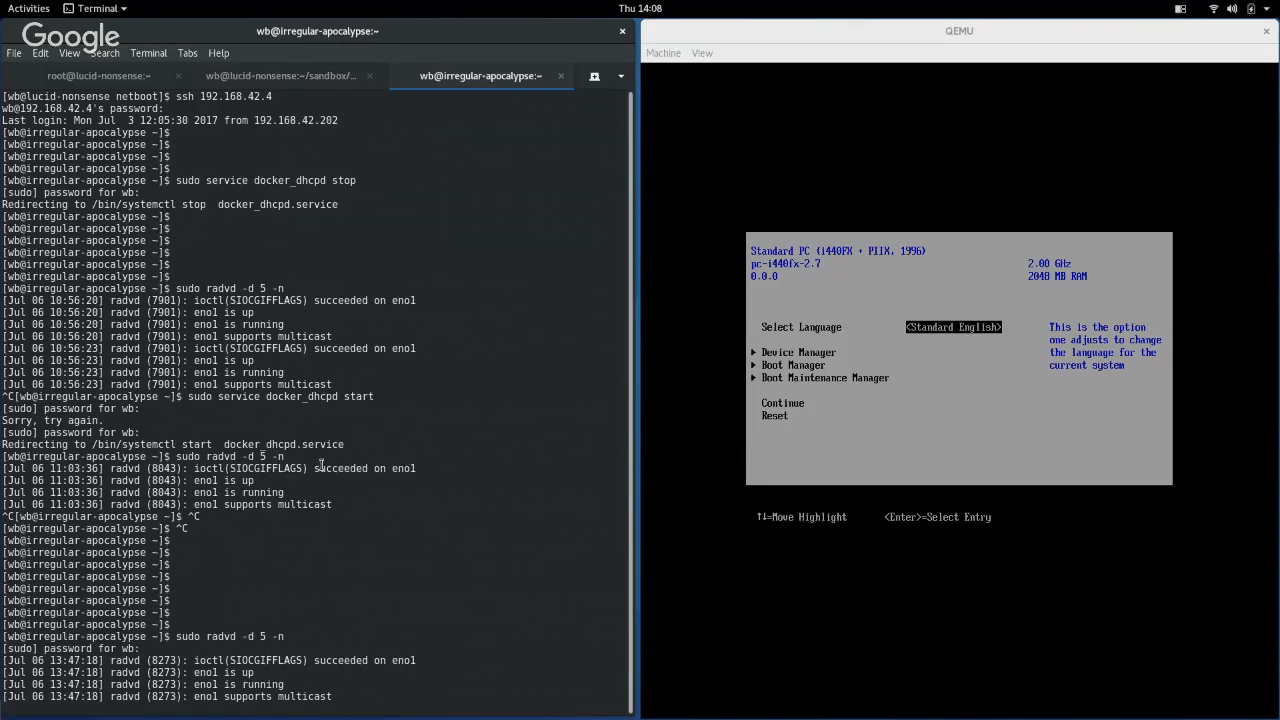 Activities Terminal Thu 14:08
Google
wb@irregular-apocalypse:~
File Edit View Search Terminal Tabs Help
root@lucid-nonsense:~ wb@lucid-nonsense:~/sandbox/... wb@irregular-apocalypse:~
[wb@lucid-nonsense netboot]$ ssh 192.168.42.4
wb@192.168.42.4's password:
Last login: Mon Jul  3 12:05:30 2017 from 192.168.42.202
[wb@irregular-apocalypse ~]$
[wb@irregular-apocalypse ~]$
[wb@irregular-apocalypse ~]$
[wb@irregular-apocalypse ~]$
[wb@irregular-apocalypse ~]$ sudo service docker_dhcpd stop
[sudo] password for wb:
Redirecting to /bin/systemctl stop  docker_dhcpd.service
[wb@irregular-apocalypse ~]$
[wb@irregular-apocalypse ~]$
[wb@irregular-apocalypse ~]$
[wb@irregular-apocalypse ~]$
[wb@irregular-apocalypse ~]$
[wb@irregular-apocalypse ~]$
[wb@irregular-apocalypse ~]$ sudo radvd -d 5 -n
[Jul 06 10:56:20] radvd (7901): ioctl(SIOCGIFFLAGS) succeeded on eno1
[Jul 06 10:56:20] radvd (7901): eno1 is up
[Jul 06 10:56:20] radvd (7901): eno1 is running
[Jul 06 10:56:20] radvd (7901): eno1 supports multicast
[Jul 06 10:56:23] radvd (7901): ioctl(SIOCGIFFLAGS) succeeded on eno1
[Jul 06 10:56:23] radvd (7901): eno1 is up
[Jul 06 10:56:23] radvd (7901): eno1 is running
[Jul 06 10:56:23] radvd (7901): eno1 supports multicast
^C[wb@irregular-apocalypse ~]$ sudo service docker_dhcpd start
[sudo] password for wb:
Sorry, try again.
[sudo] password for wb:
Redirecting to /bin/systemctl start  docker_dhcpd.service
[wb@irregular-apocalypse ~]$ sudo radvd -d 5 -n
[Jul 06 11:03:36] radvd (8043): ioctl(SIOCGIFFLAGS) succeeded on eno1
[Jul 06 11:03:36] radvd (8043): eno1 is up
[Jul 06 11:03:36] radvd (8043): eno1 is running
[Jul 06 11:03:36] radvd (8043): eno1 supports multicast
^C[wb@irregular-apocalypse ~]$ ^C
[wb@irregular-apocalypse ~]$ ^C
[wb@irregular-apocalypse ~]$
[wb@irregular-apocalypse ~]$
[wb@irregular-apocalypse ~]$
[wb@irregular-apocalypse ~]$
[wb@irregular-apocalypse ~]$
[wb@irregular-apocalypse ~]$
[wb@irregular-apocalypse ~]$
[wb@irregular-apocalypse ~]$
[wb@irregular-apocalypse ~]$ sudo radvd -d 5 -n
[sudo] password for wb:
[Jul 06 13:47:18] radvd (8273): ioctl(SIOCGIFFLAGS) succeeded on eno1
[Jul 06 13:47:18] radvd (8273): eno1 is up
[Jul 06 13:47:18] radvd (8273): eno1 is running
[Jul 06 13:47:18] radvd (8273): eno1 supports multicast
QEMU
Machine View
Standard PC (i440FX + PIIX, 1996)
pc-i440fx-2.7 2.00 GHz
0.0.0 2048 MB RAM
Select Language <Standard English> This is the option
one adjusts to change
Device Manager the language for the
Boot Manager current system
Boot Maintenance Manager
Continue
Reset
↑↓=Move Highlight <Enter>=Select Entry